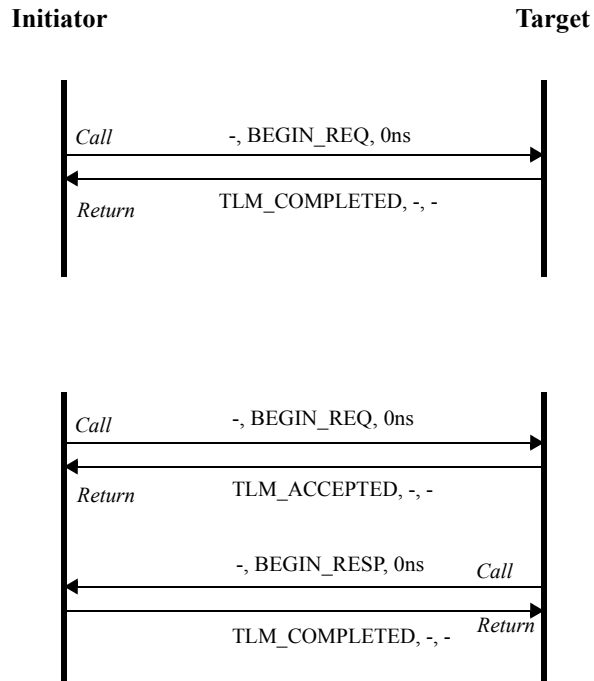 Initiator Target
Call -, BEGIN_REQ, 0ns
Return TLM_COMPLETED, -, -
Call -, BEGIN_REQ, 0ns
Return TLM_ACCEPTED, -, -
-, BEGIN_RESP, 0ns Call
TLM_COMPLETED, -, - Return